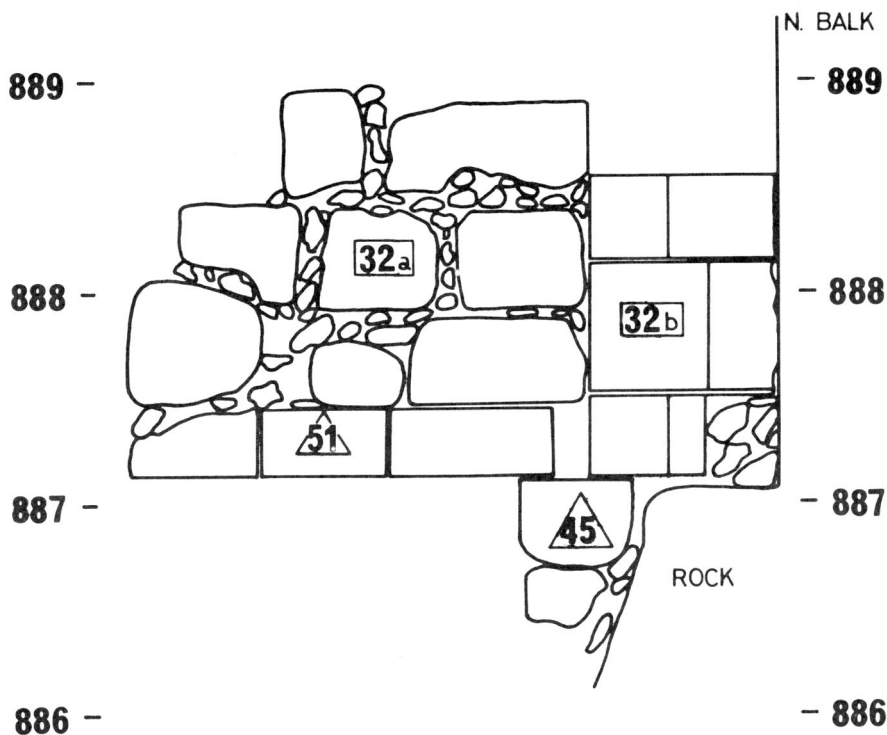 N. BALK
889 – – 889
32a
888 – – 888
32b
51
887 – – 887
45
ROCK
886 – – 886